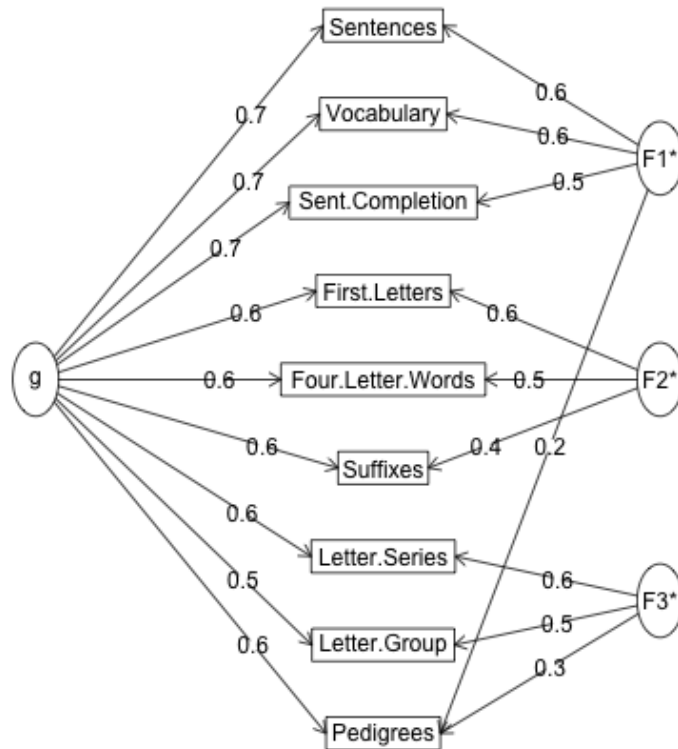 Sentences
0.6
0.7
Vocabulary
0.6
F1*
0.7
Sent.Completion
0.5
0.7
First.Letters
0.6
0.6
g
0.6
Four.Letter.Words
0.5
F2*
0.6
Suffixes
0.4
0.2
0.6
Letter.Series
0.6
F3*
0.5
Letter.Group
0.5
0.6
0.3
Pedigrees